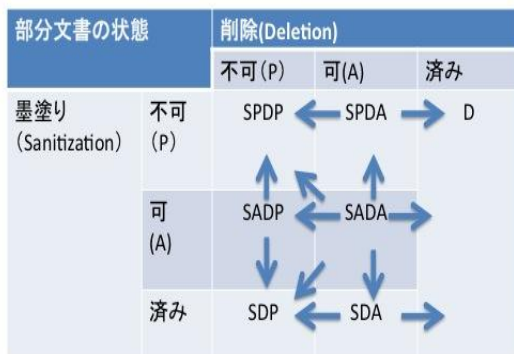 部分文書の状態 削除(Deletion)
不可(P) 可(A) 済み
墨塗り 不可 SPDP SPDA D
(Sanitization) (P)
可 SADP SADA
(A)
済み SDP SDA